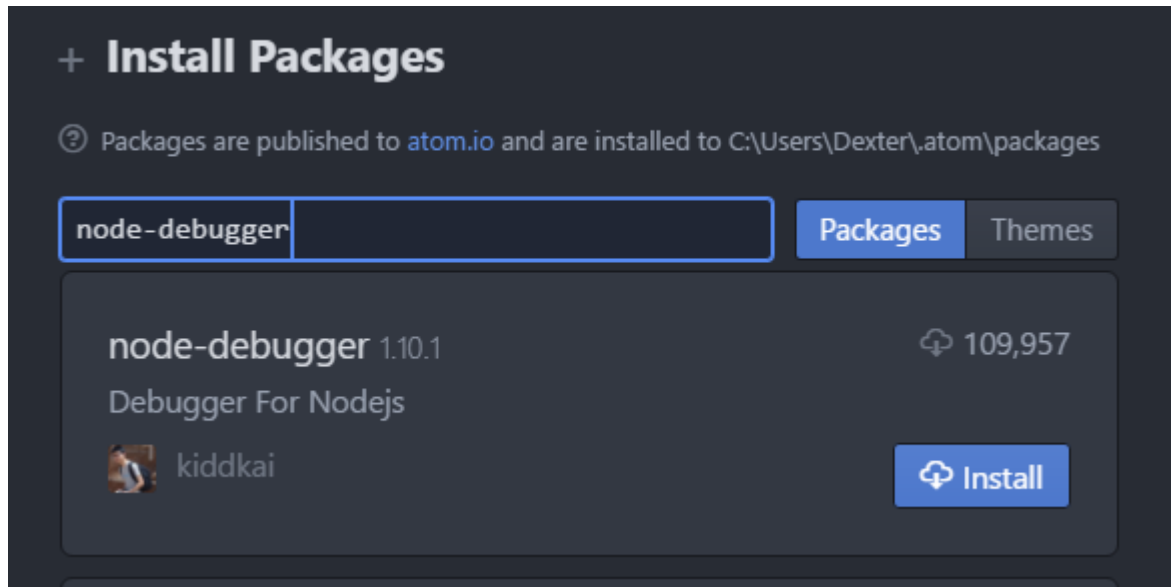 + Install Packages
? Packages are published to atom.io and are installed to C:\Users\Dexter\.atom\packages
node-debugger
Packages Themes
node-debugger 1.10.1
109,957
Debugger For Nodejs
kiddkai
Install